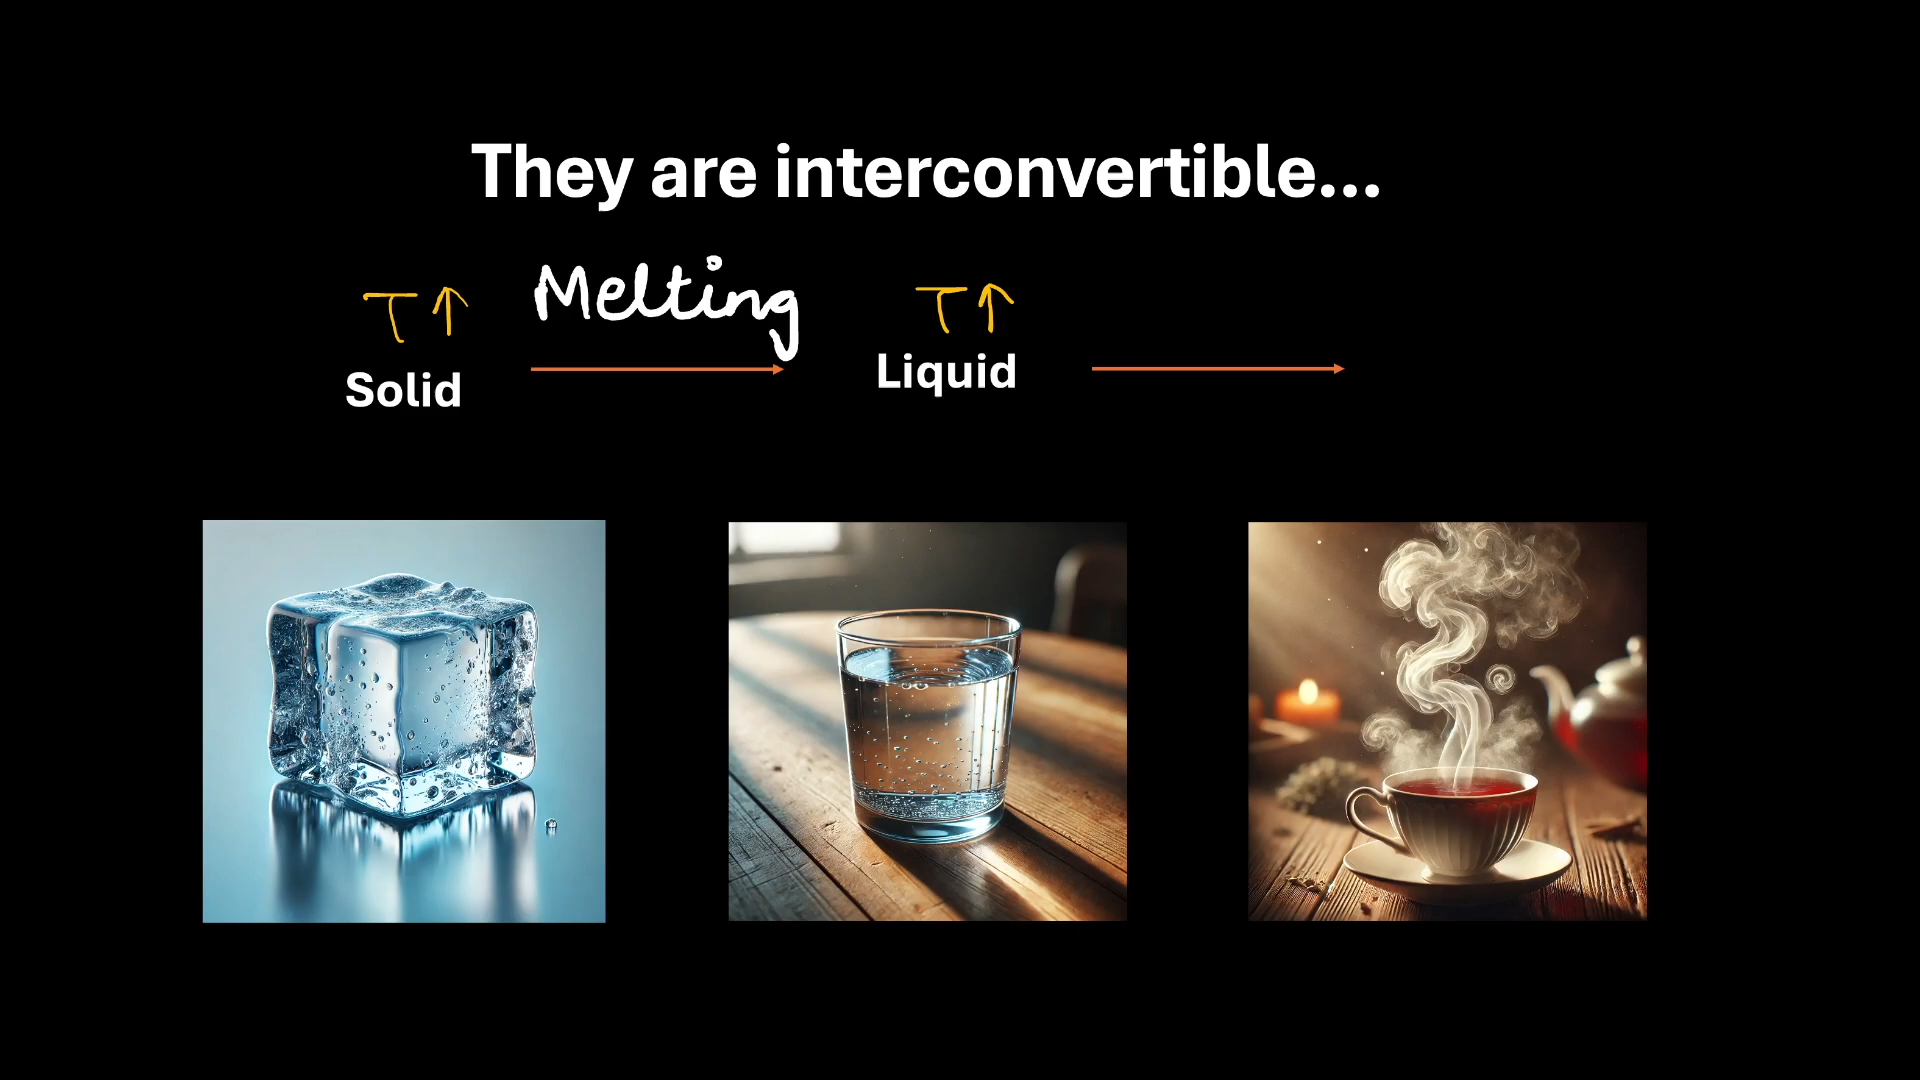 They are interconvertible...
T↑ Melting T↑
Solid Liquid